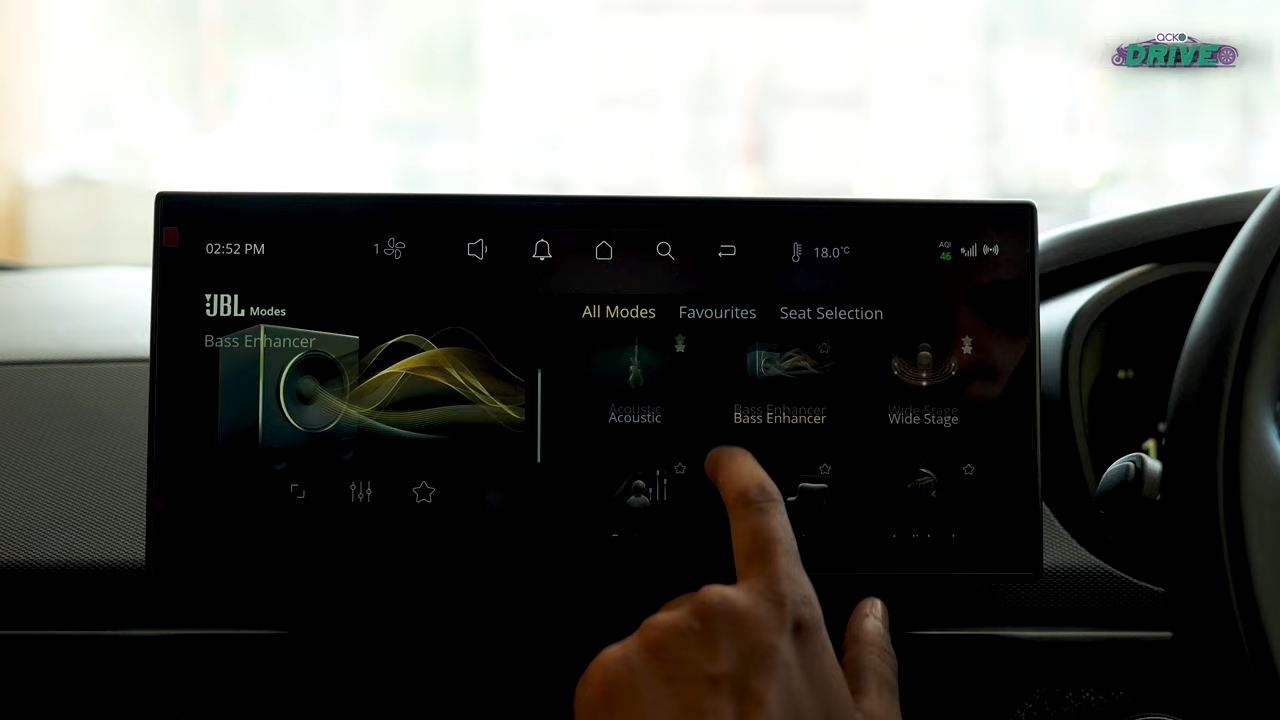 acko
DRIVE
02:52 PM
1
18.0°C
AQI
46
JBL Modes
All Modes
Favourites
Seat Selection
Bass Enhancer
Acoustic
Bass Enhancer
Wide Stage
Acoustic
Bass Enhancer
Wide Stage